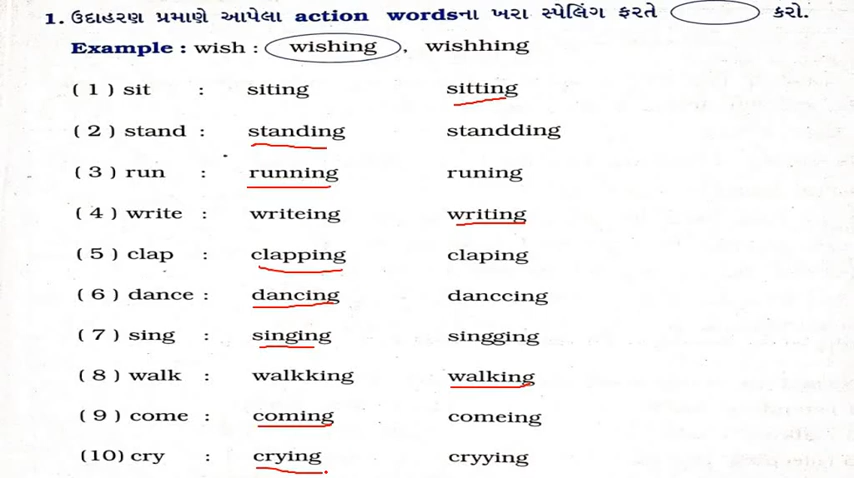 1. ઉદાહરણ પ્રમાણે આપેલા action wordsના ખરા સ્પેલિંગ ફરતે કરો.
Example : wish : wishing , wishhing
( 1 ) sit : siting sitting
( 2 ) stand : standing standding
( 3 ) run : running runing
( 4 ) write : writeing writing
( 5 ) clap : clapping claping
( 6 ) dance : dancing danccing
( 7 ) sing : singing singging
( 8 ) walk : walkking walking
( 9 ) come : coming comeing
(10) cry : crying cryying